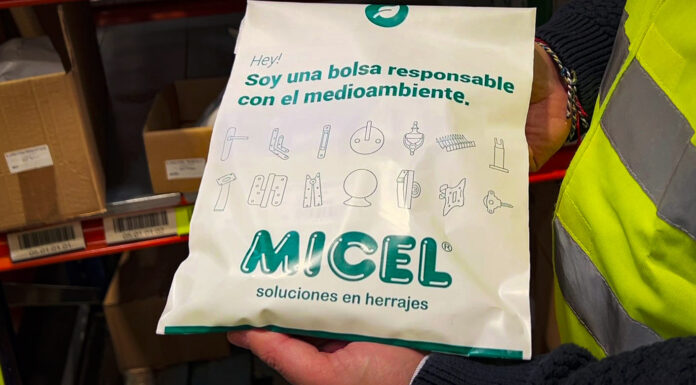 Hey!
Soy una bolsa responsable
con el medioambiente.
MICEL®
soluciones en herrajes